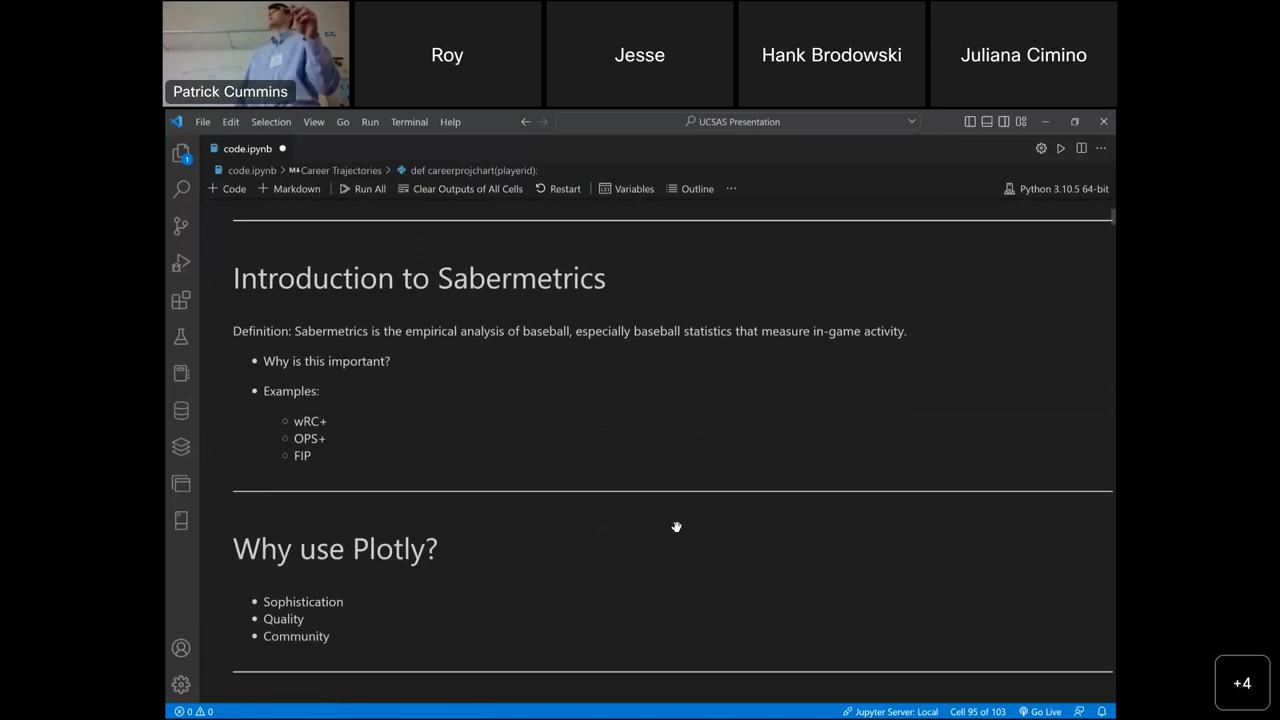 Patrick Cummins
Roy
Jesse
Hank Brodowski
Juliana Cimino
File Edit Selection View Go Run Terminal Help
UCSAS Presentation
code.ipynb
code.ipynb > Career Trajectories > def careerprojchart(playerid):
+ Code + Markdown Run All Clear Outputs of All Cells Restart Variables Outline ... Python 3.10.5 64-bit
1
Introduction to Sabermetrics
Definition: Sabermetrics is the empirical analysis of baseball, especially baseball statistics that measure in-game activity.
• Why is this important?
• Examples:
○ wRC+
○ OPS+
○ FIP
Why use Plotly?
• Sophistication
• Quality
• Community
+4
0 0 Jupyter Server: Local Cell 95 of 103 Go Live